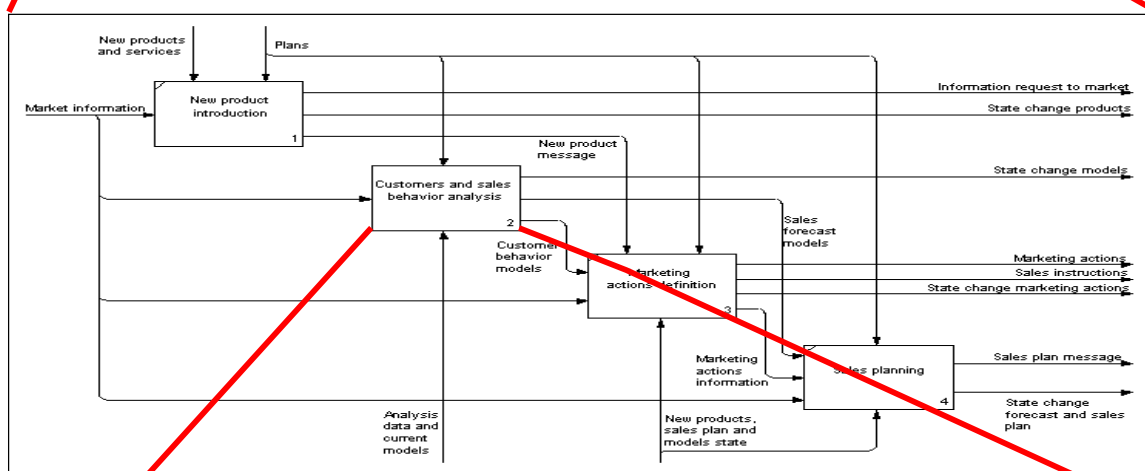 New products
and services
Plans
Market information
New product
introduction
1
Information request to market
State change products
New product
message
Customers and sales
behavior analysis
2
State change models
Sales
forecast
models
Customer
behavior
models
Marketing
actions definition
3
Marketing actions
Sales instructions
State change marketing actions
Marketing
actions
information
Sales planning
4
Sales plan message
State change
forecast and sales
plan
Analysis
data and
current
models
New products,
sales plan and
models state